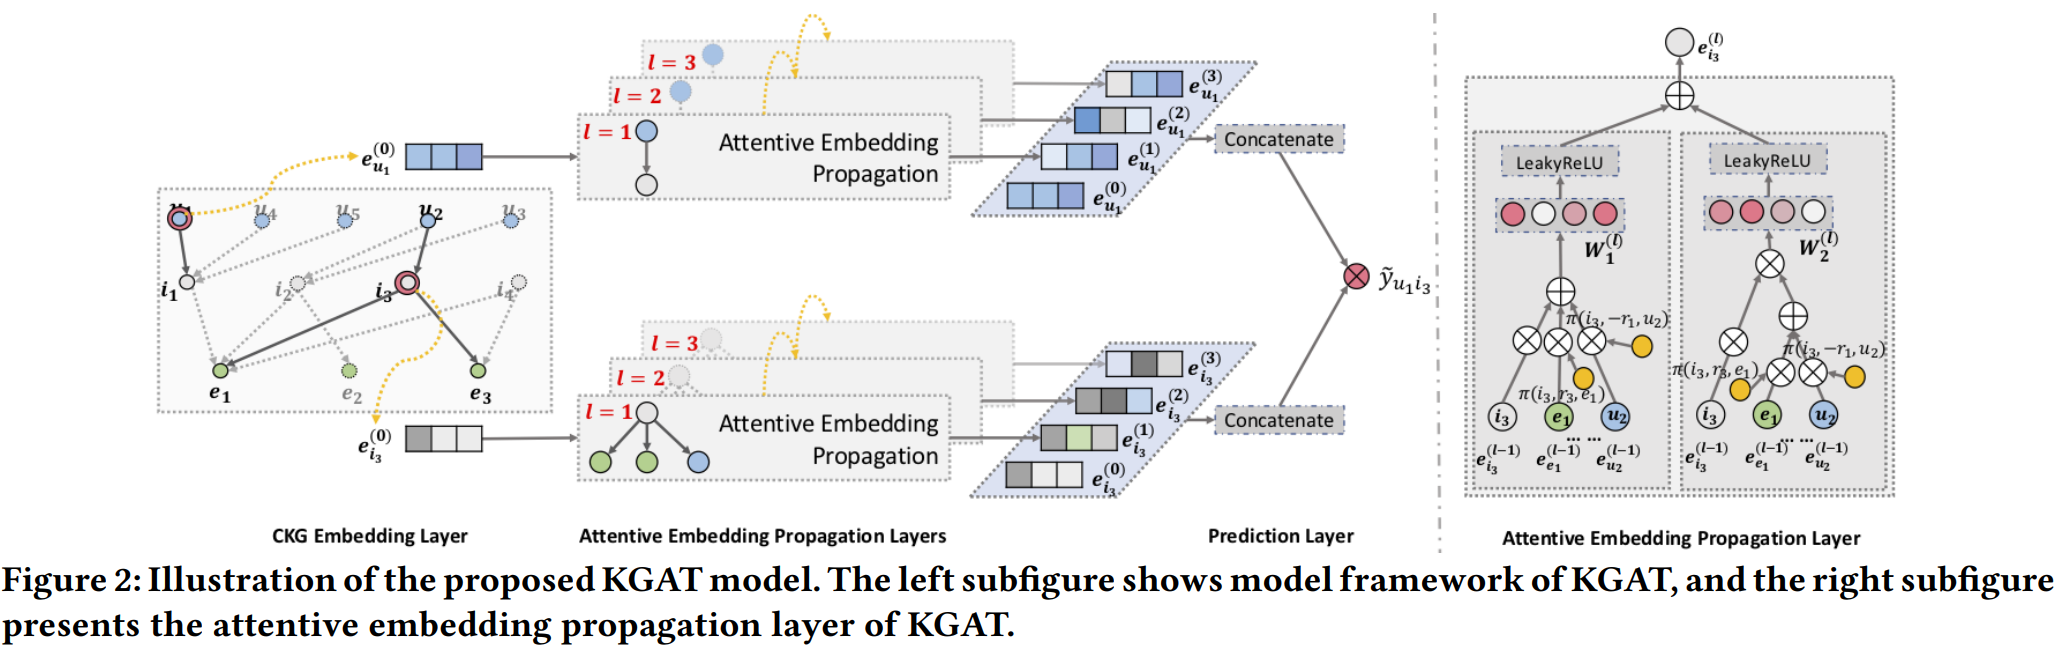 l = 3
l = 2
l = 1
Attentive Embedding
Propagation
e_{u_1}^{(0)}
e_{u_1}^{(3)}
e_{u_1}^{(2)}
e_{u_1}^{(1)}
e_{u_1}^{(0)}
Concatenate
u_4 u_5 u_2 u_3
i_1 i_2 i_3 i_4
e_1 e_2 e_3
e_{i_3}^{(0)}
l = 3
l = 2
l = 1
Attentive Embedding
Propagation
e_{i_3}^{(3)}
e_{i_3}^{(2)}
e_{i_3}^{(1)}
e_{i_3}^{(0)}
Concatenate
ỹ_{u_1 i_3}
CKG Embedding Layer
Attentive Embedding Propagation Layers
Prediction Layer
e_{i_3}^{(l)}
LeakyReLU LeakyReLU
W_1^{(l)} W_2^{(l)}
π(i_3, −r_1, u_2)
π(i_3, r_3, e_1)
i_3 e_1 u_2
... ...
e_{i_3}^{(l-1)} e_{e_1}^{(l-1)} e_{u_2}^{(l-1)}
π(i_3, −r_1, u_2)
π(i_3, r_3, e_1)
i_3 e_1 u_2
... ...
e_{i_3}^{(l-1)} e_{e_1}^{(l-1)} e_{u_2}^{(l-1)}
Attentive Embedding Propagation Layer
Figure 2: Illustration of the proposed KGAT model. The left subfigure shows model framework of KGAT, and the right subfigure
presents the attentive embedding propagation layer of KGAT.